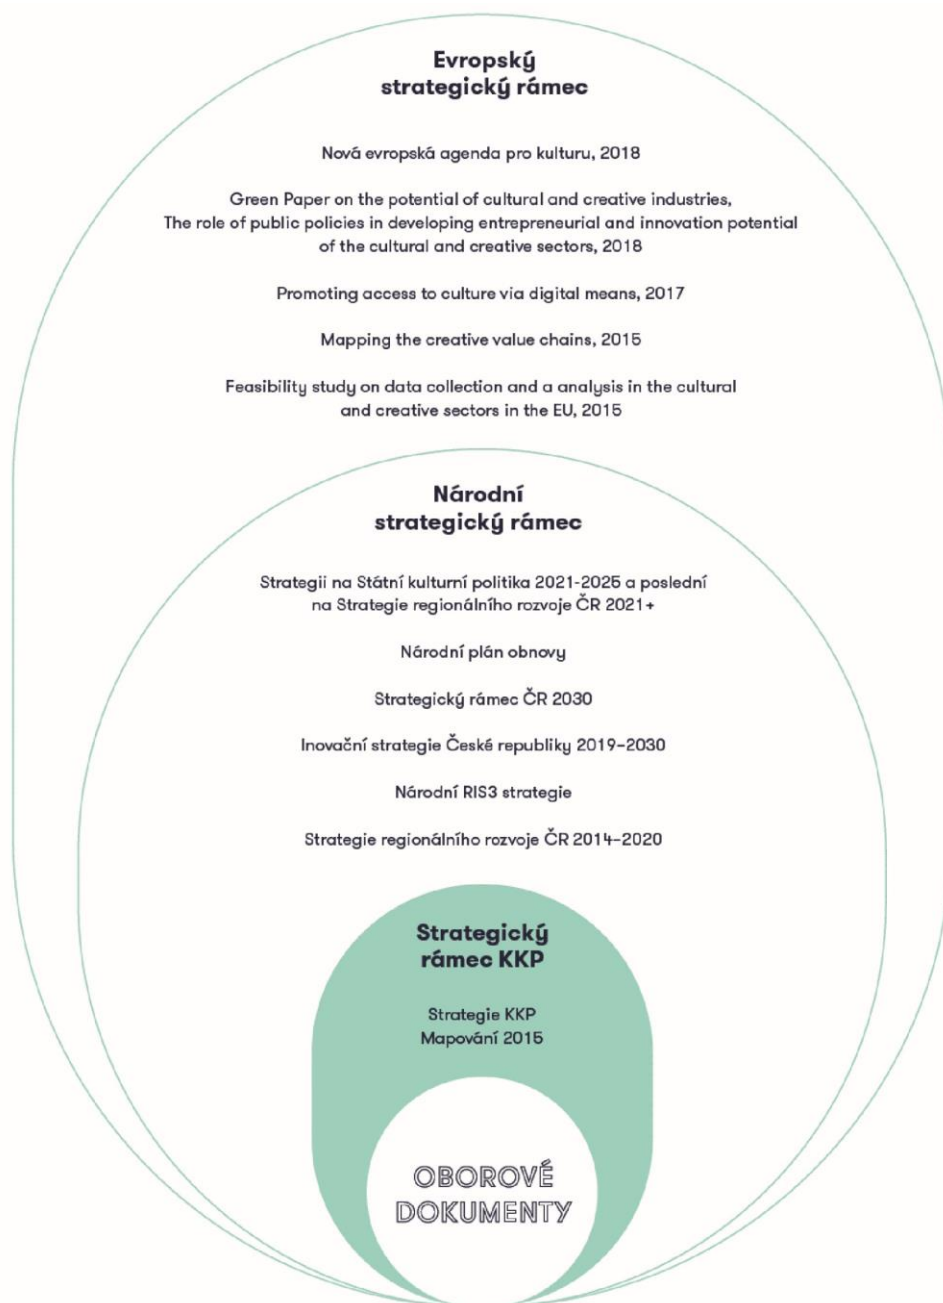 Evropský
strategický rámec
Nová evropská agenda pro kulturu, 2018
Green Paper on the potential of cultural and creative industries,
The role of public policies in developing entrepreneurial and innovation potential
of the cultural and creative sectors, 2018
Promoting access to culture via digital means, 2017
Mapping the creative value chains, 2015
Feasibility study on data collection and a analysis in the cultural
and creative sectors in the EU, 2015
Národní
strategický rámec
Strategii na Státní kulturní politika 2021-2025 a poslední
na Strategie regionálního rozvoje ČR 2021+
Národní plán obnovy
Strategický rámec ČR 2030
Inovační strategie České republiky 2019–2030
Národní RIS3 strategie
Strategie regionálního rozvoje ČR 2014–2020
Strategický
rámec KKP
Strategie KKP
Mapování 2015
OBOROVÉ
DOKUMENTY